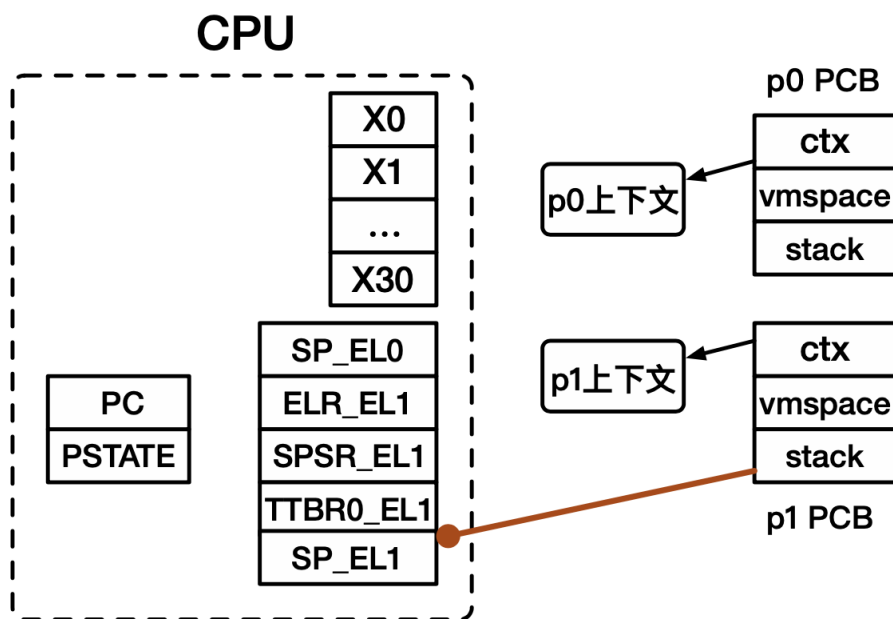 CPU
X0
X1
...
X30
SP_EL0
ELR_EL1
SPSR_EL1
TTBR0_EL1
SP_EL1
PC
PSTATE
p0 PCB
ctx
vmspace
stack
p0上下文
ctx
vmspace
stack
p1 PCB
p1上下文